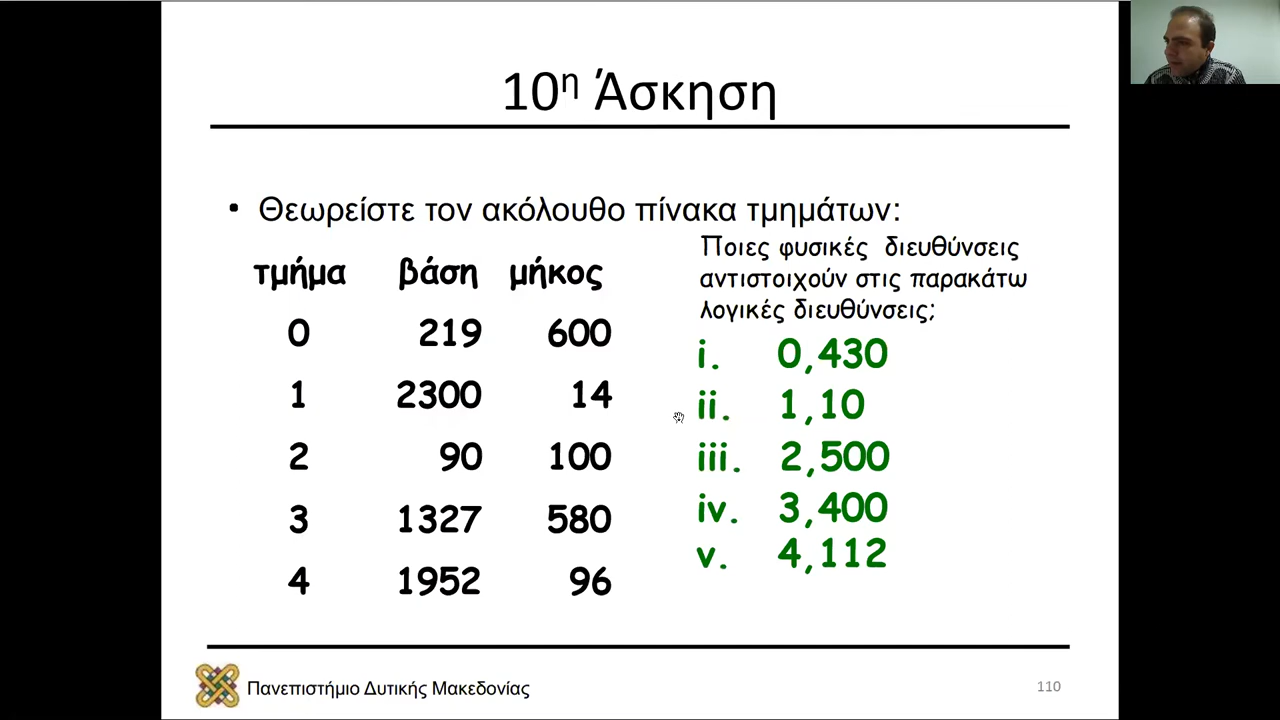 10η Άσκηση
• Θεωρείστε τον ακόλουθο πίνακα τμημάτων:
τμήμα βάση μήκος
0 219 600
1 2300 14
2 90 100
3 1327 580
4 1952 96
Ποιες φυσικές διευθύνσεις
αντιστοιχούν στις παρακάτω
λογικές διευθύνσεις;
i. 0,430
ii. 1,10
iii. 2,500
iv. 3,400
v. 4,112
Πανεπιστήμιο Δυτικής Μακεδονίας
110